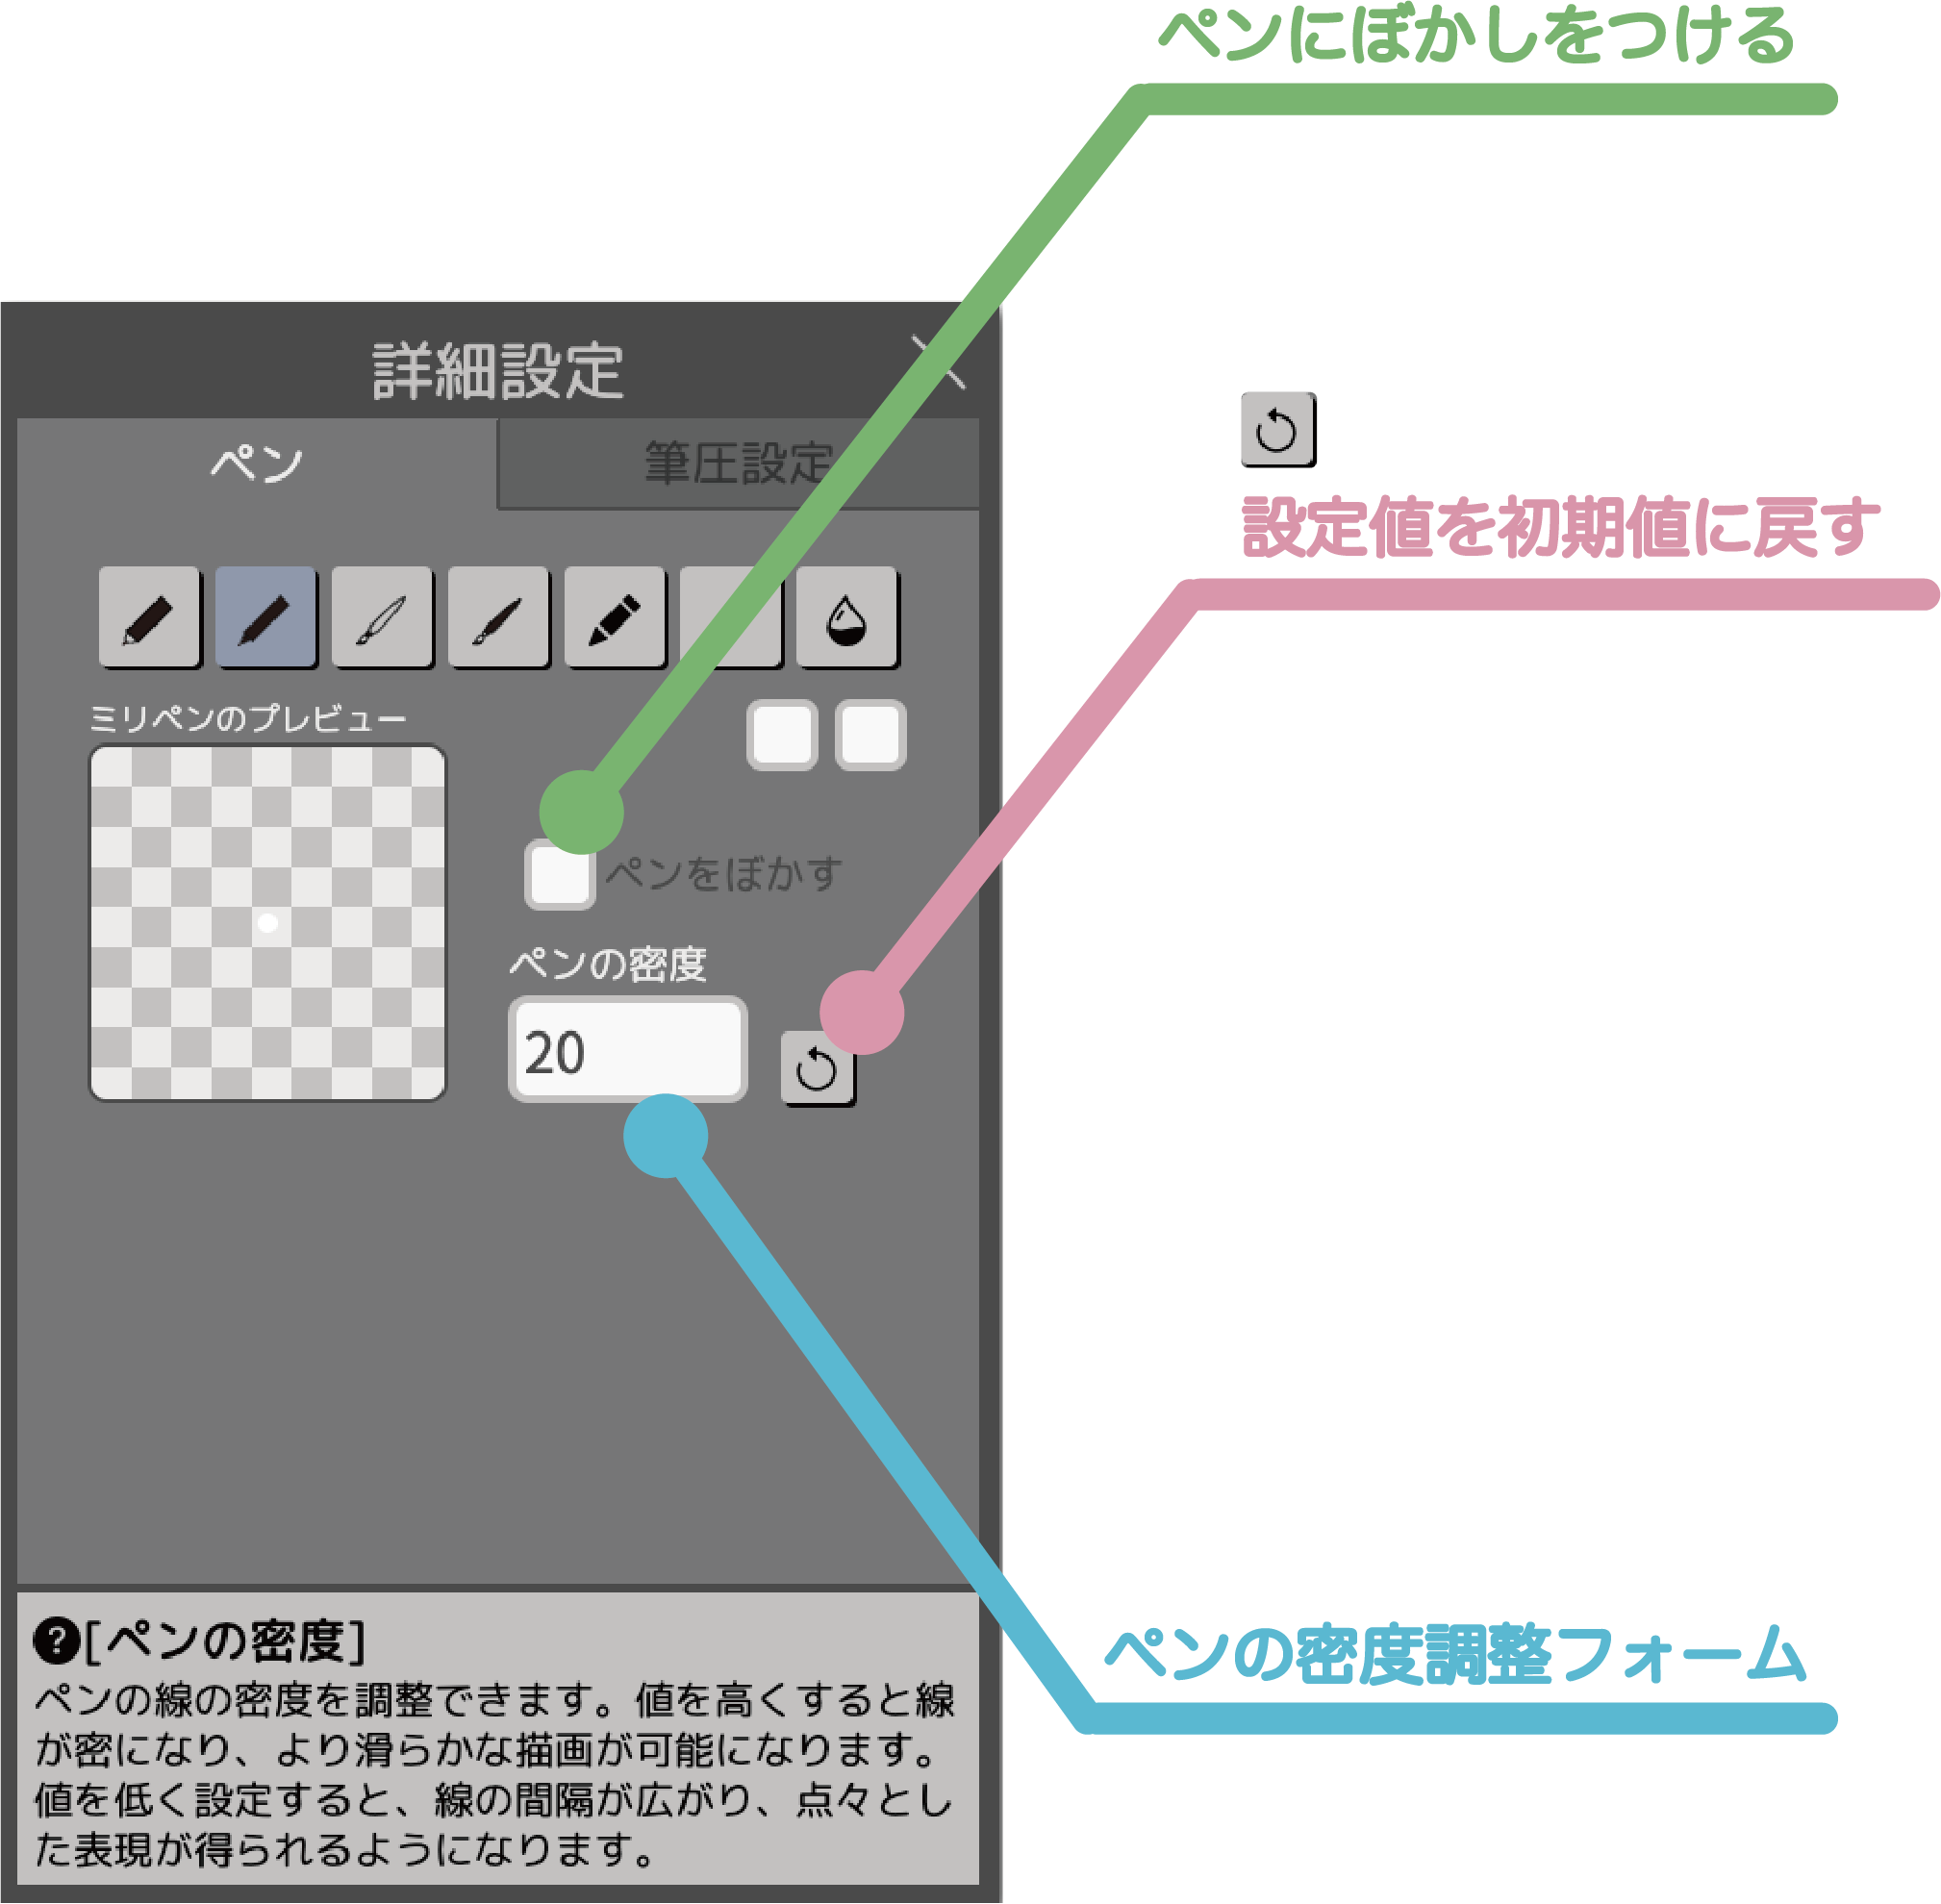 ペンにぼかしをつける
詳細設定
ペン
筆圧設定
設定値を初期値に戻す
ミリペンのプレビュー
ペンをぼかす
ペンの密度
20
ペンの密度調整フォーム
?[ペンの密度]
ペンの線の密度を調整できます。値を高くすると線
が密になり、より滑らかな描画が可能になります。
値を低く設定すると、線の間隔が広がり、点々とし
た表現が得られるようになります。